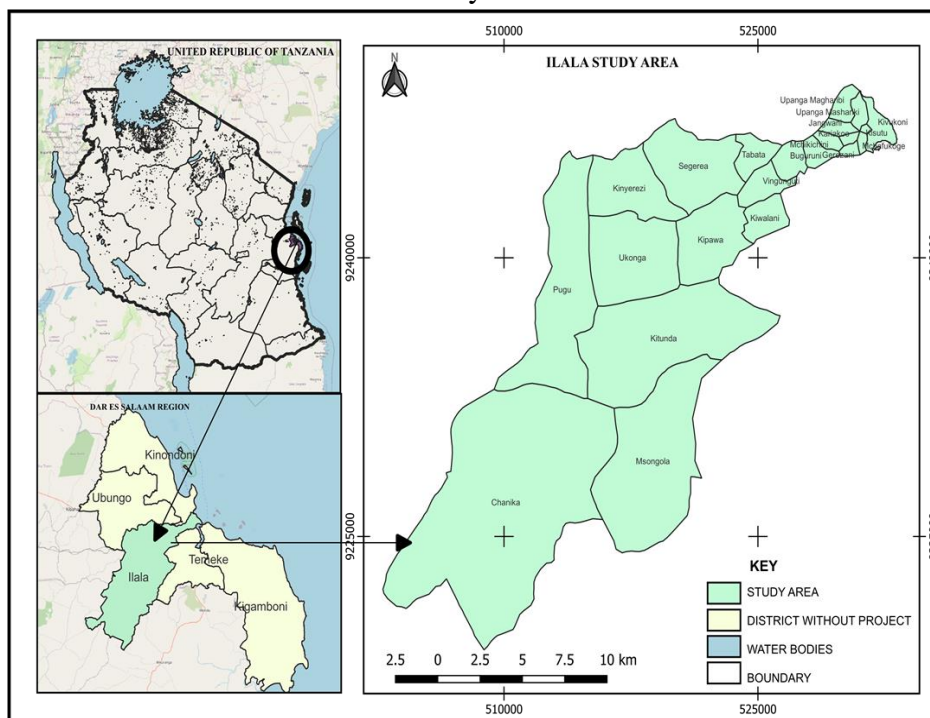 UNITED REPUBLIC OF TANZANIA
DAR ES SALAAM REGION
Kinondoni
Ubungo
Ilala
Temeke
Kigamboni
510000
525000
N
ILALA STUDY AREA
Upanga Magharibi
Upanga Mashariki
Kivukoni
Jangwani
Kariakoo
Kisutu
Mchikichini
Mchafukoge
Buguruni
Gerezani
Tabata
Segerea
Vingunguti
Kinyerezi
Kiwalani
Kipawa
Ukonga
9240000
Pugu
Kitunda
Msongola
Chanika
9225000
KEY
STUDY AREA
DISTRICT WITHOUT PROJECT
WATER BODIES
BOUNDARY
2.5 0 2.5 5 7.5 10 km
510000
525000